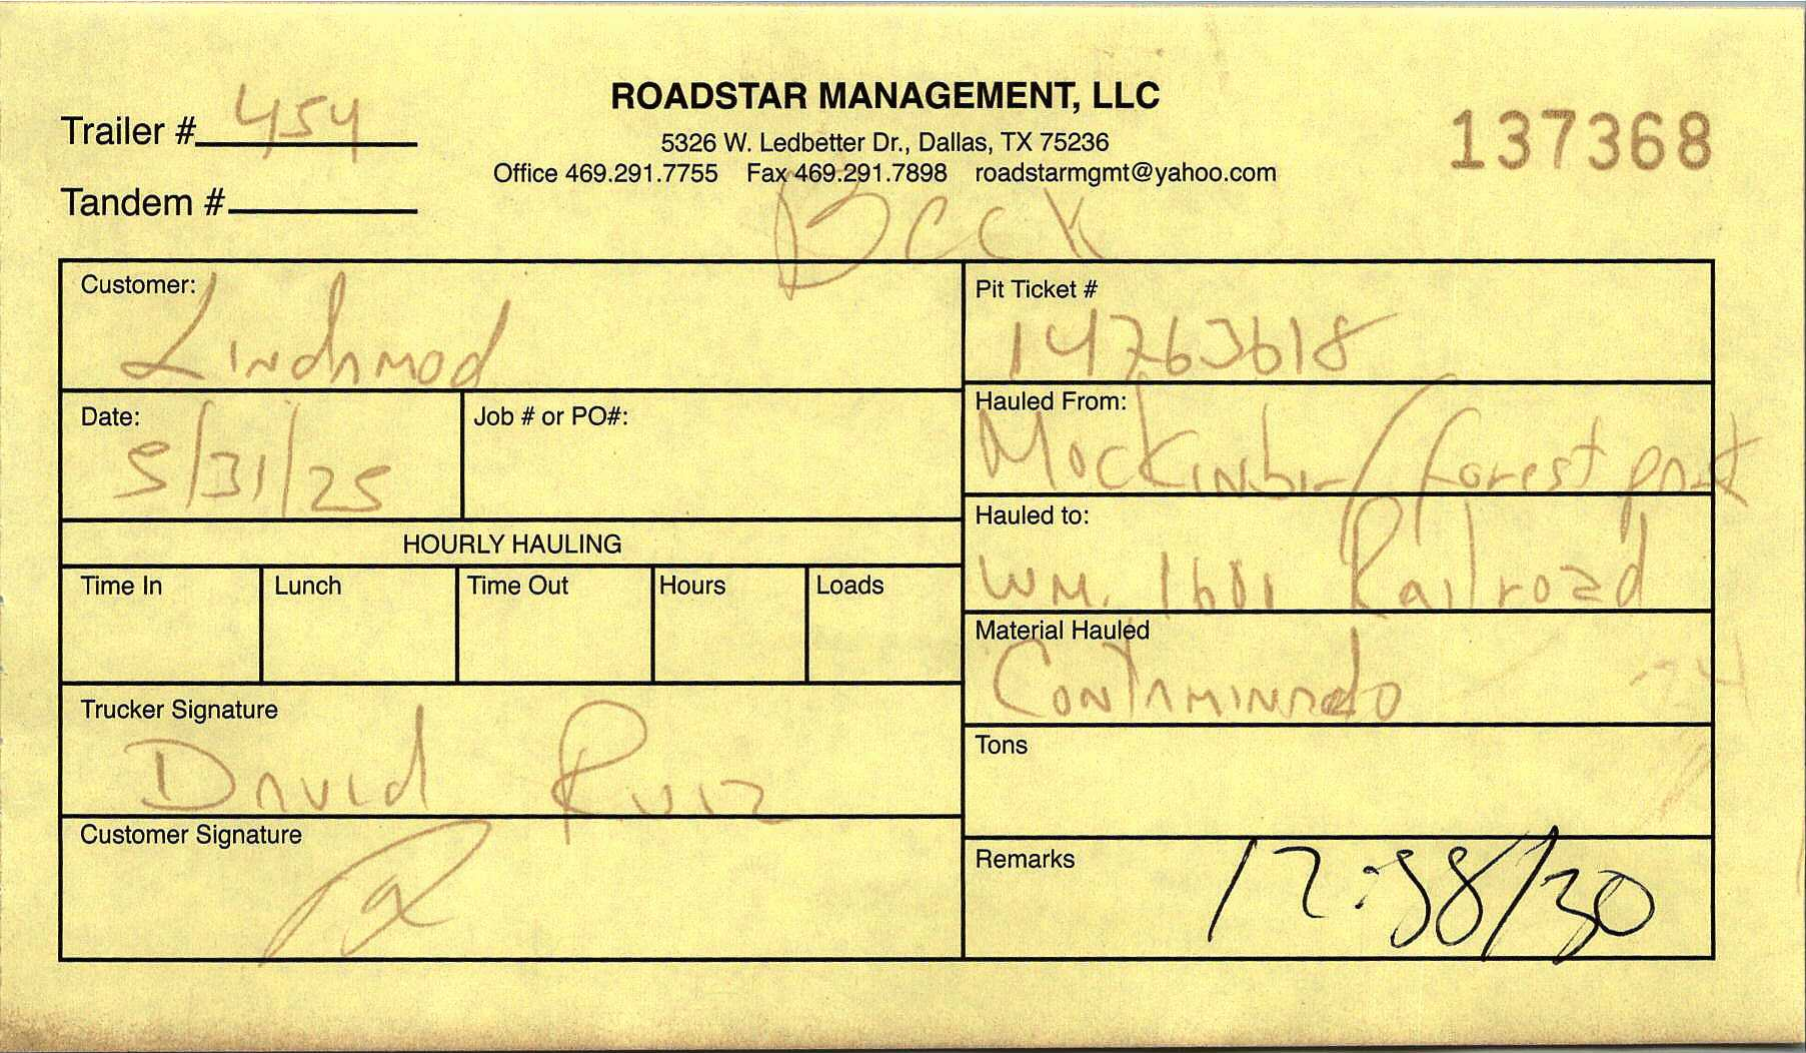 ROADSTAR MANAGEMENT, LLC
5326 W. Ledbetter Dr., Dallas, TX 75236
Office 469.291.7755 Fax 469.291.7898 roadstarmgmt@yahoo.com
Trailer # 454
137368
Tandem #
Beck
Customer:
Lindamod
Pit Ticket #
14763618
Date:
5/31/25
Job # or PO#:
Hauled From:
Mockinbir/forest
HOURLY HAULING
Hauled to:
WM. 1601 Railroad
Time In Lunch Time Out Hours Loads
Material Hauled
Contaminado
Trucker Signature
David Ruiz
Tons
Customer Signature
Remarks
12:38/30